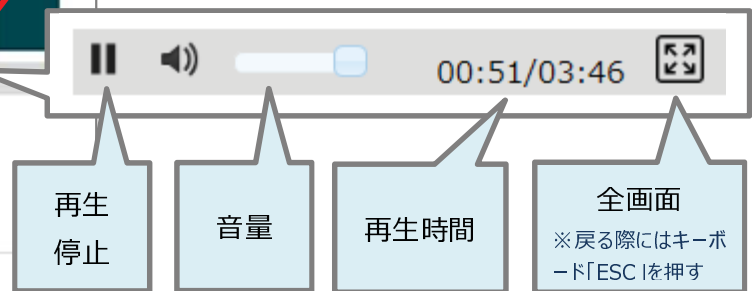 00:51/03:46
再生
停止
音量
再生時間
全画面
※戻る際にはキーボ
ード「ESC」を押す